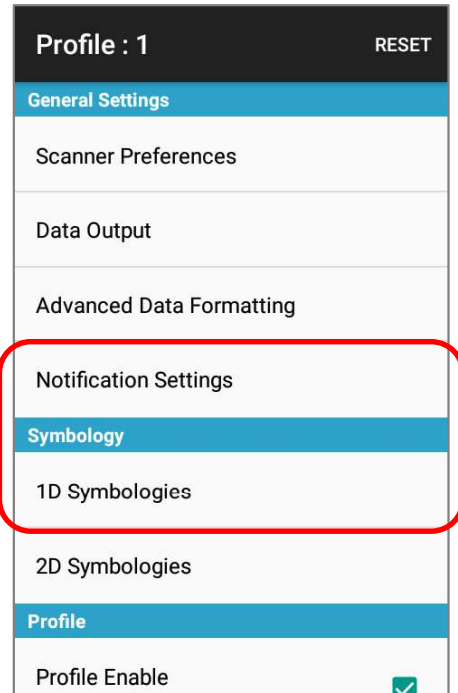 Profile : 1 RESET
General Settings
Scanner Preferences
Data Output
Advanced Data Formatting
Notification Settings
Symbology
1D Symbologies
2D Symbologies
Profile
Profile Enable